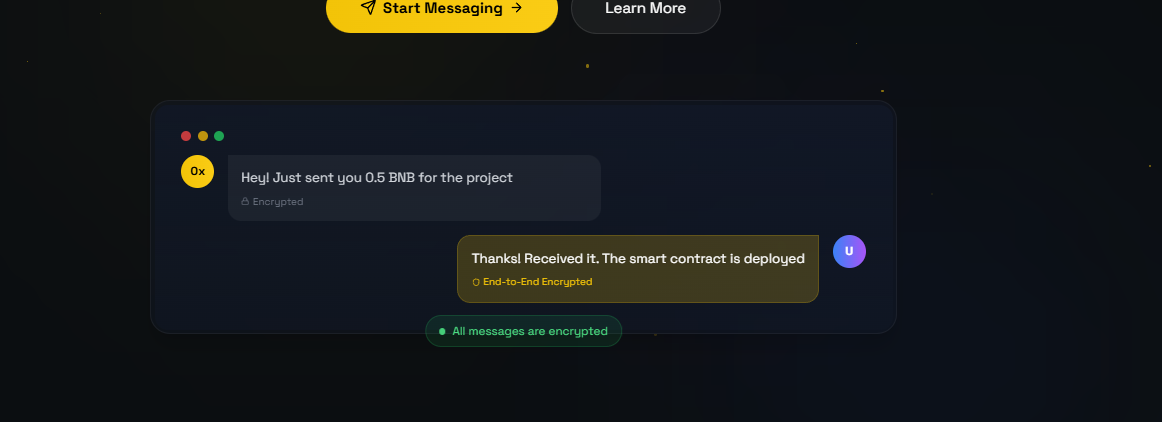 Start Messaging →
Learn More
0x
Hey! Just sent you 0.5 BNB for the project
Encrypted
Thanks! Received it. The smart contract is deployed
U
End-to-End Encrypted
All messages are encrypted